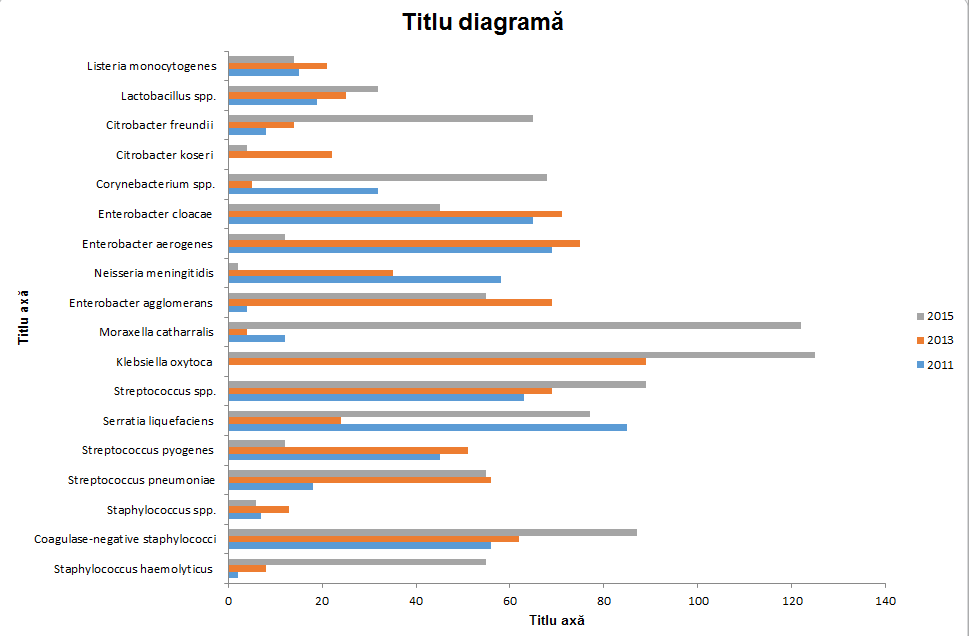 Titlu diagramă
Listeria monocytogenes
Lactobacillus spp.
Citrobacter freundii
Citrobacter koseri
Corynebacterium spp.
Enterobacter cloacae
Enterobacter aerogenes
Neisseria meningitidis
Enterobacter agglomerans
Moraxella catharralis
Klebsiella oxytoca
Streptococcus spp.
Serratia liquefaciens
Streptococcus pyogenes
Streptococcus pneumoniae
Staphylococcus spp.
Coagulase-negative staphylococci
Staphylococcus haemolyticus
Titlu axă
0 20 40 60 80 100 120 140
Titlu axă
2015
2013
2011